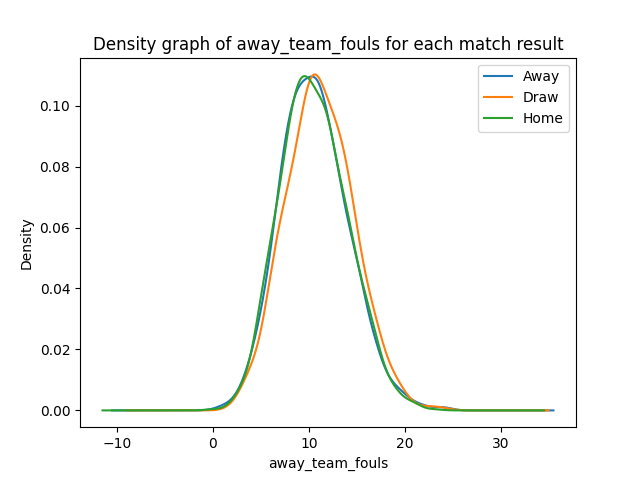 Density graph of away_team_fouls for each match result
Away
Draw
Home
Density
0.10
0.08
0.06
0.04
0.02
0.00
−10
0
10
20
30
away_team_fouls